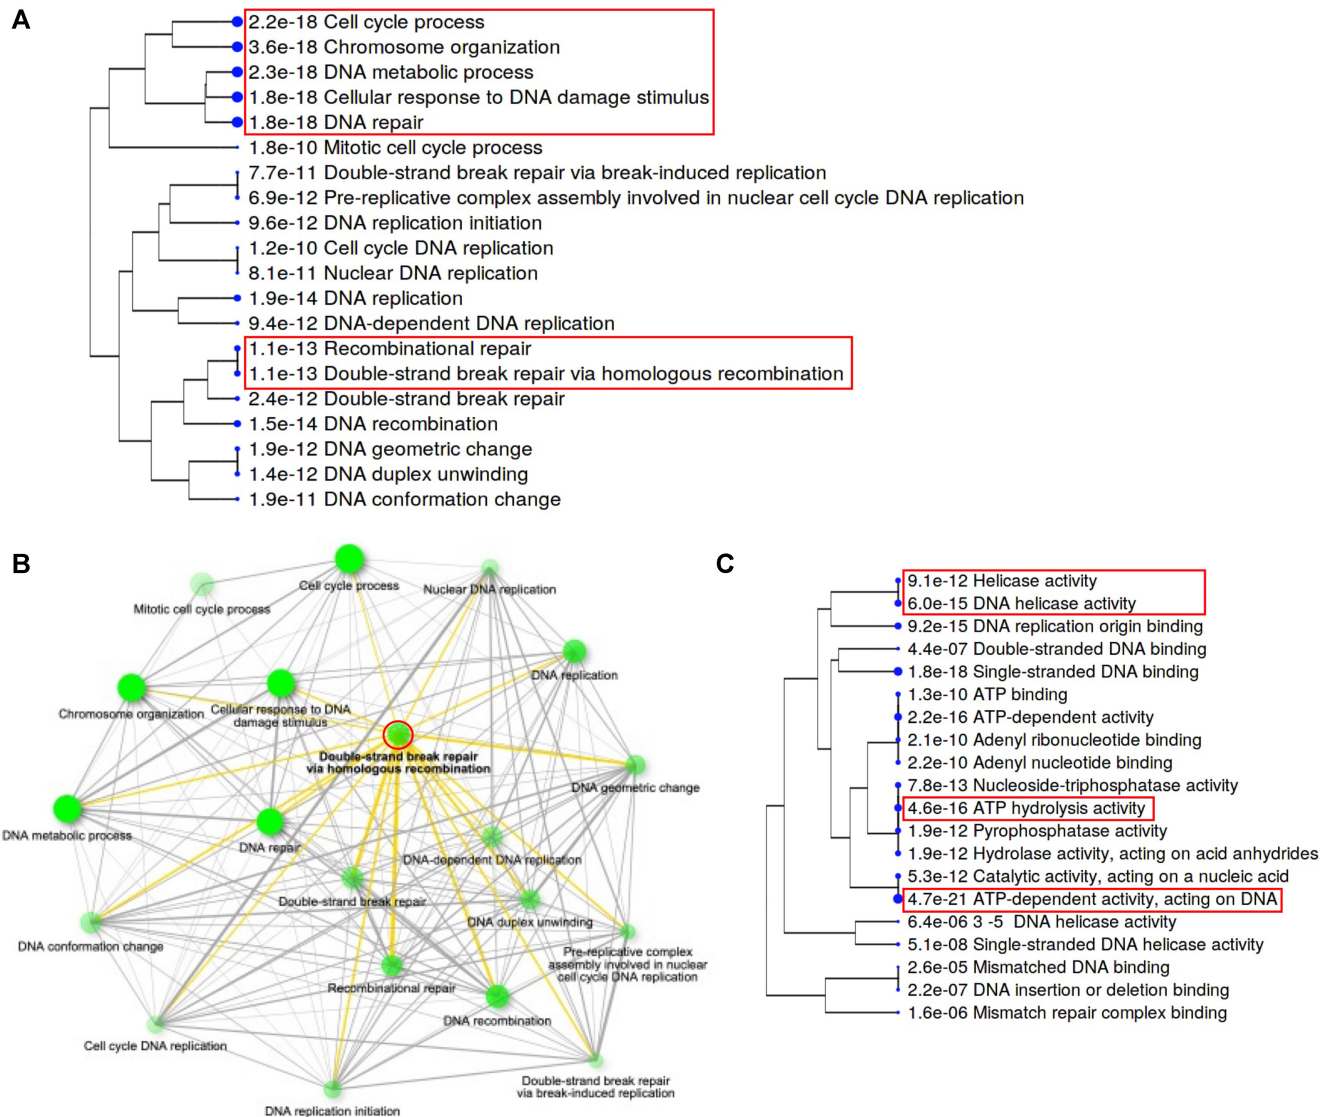 A
2.2e-18 Cell cycle process
3.6e-18 Chromosome organization
2.3e-18 DNA metabolic process
1.8e-18 Cellular response to DNA damage stimulus
1.8e-18 DNA repair
1.8e-10 Mitotic cell cycle process
7.7e-11 Double-strand break repair via break-induced replication
6.9e-12 Pre-replicative complex assembly involved in nuclear cell cycle DNA replication
9.6e-12 DNA replication initiation
1.2e-10 Cell cycle DNA replication
8.1e-11 Nuclear DNA replication
1.9e-14 DNA replication
9.4e-12 DNA-dependent DNA replication
1.1e-13 Recombinational repair
1.1e-13 Double-strand break repair via homologous recombination
2.4e-12 Double-strand break repair
1.5e-14 DNA recombination
1.9e-12 DNA geometric change
1.4e-12 DNA duplex unwinding
1.9e-11 DNA conformation change
B
Cell cycle process
Nuclear DNA replication
Mitotic cell cycle process
DNA replication
Chromosome organization
Cellular response to DNA
damage stimulus
Double-strand break repair
via homologous recombination
DNA geometric change
DNA metabolic process
DNA repair
DNA-dependent DNA replication
Double-strand break repair
DNA duplex unwinding
DNA conformation change
Pre-replicative complex
assembly involved in nuclear
cell cycle DNA replication
Recombinational repair
DNA recombination
Cell cycle DNA replication
Double-strand break repair
via break-induced replication
DNA replication initiation
C
9.1e-12 Helicase activity
6.0e-15 DNA helicase activity
9.2e-15 DNA replication origin binding
4.4e-07 Double-stranded DNA binding
1.8e-18 Single-stranded DNA binding
1.3e-10 ATP binding
2.2e-16 ATP-dependent activity
2.1e-10 Adenyl ribonucleotide binding
2.2e-10 Adenyl nucleotide binding
7.8e-13 Nucleoside-triphosphatase activity
4.6e-16 ATP hydrolysis activity
1.9e-12 Pyrophosphatase activity
1.9e-12 Hydrolase activity, acting on acid anhydrides
5.3e-12 Catalytic activity, acting on a nucleic acid
4.7e-21 ATP-dependent activity, acting on DNA
6.4e-06 3 -5  DNA helicase activity
5.1e-08 Single-stranded DNA helicase activity
2.6e-05 Mismatched DNA binding
2.2e-07 DNA insertion or deletion binding
1.6e-06 Mismatch repair complex binding